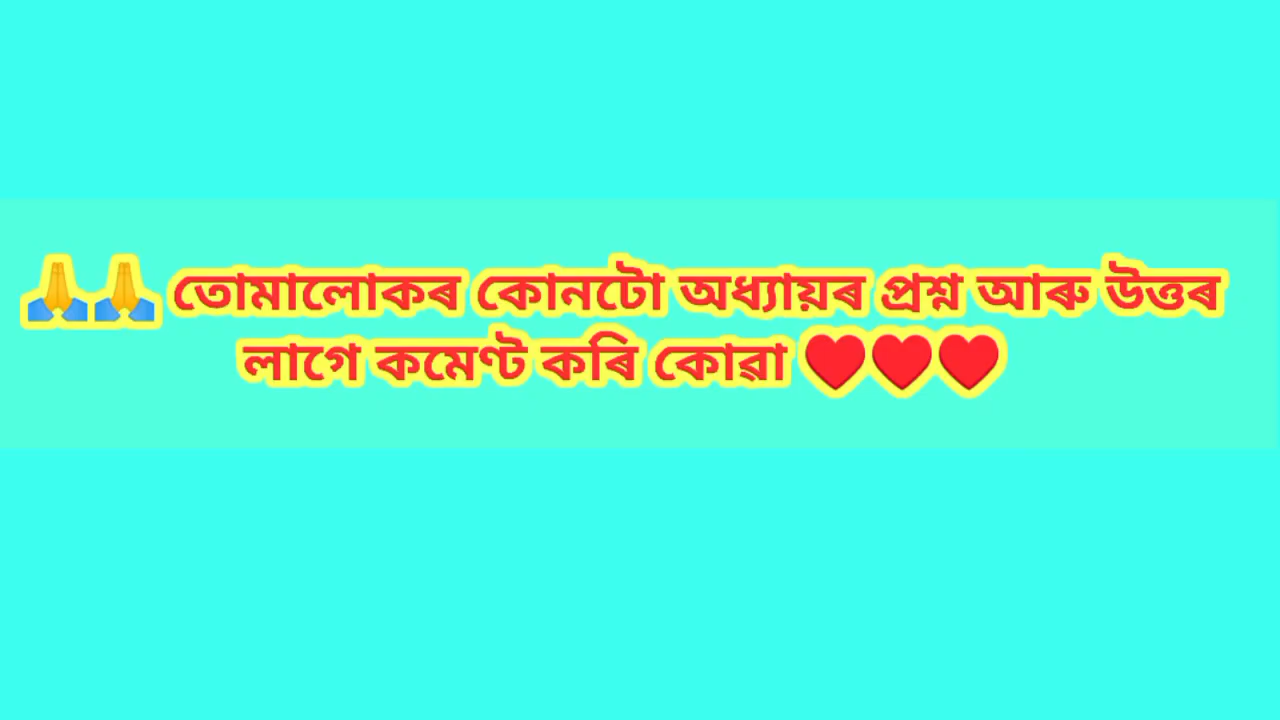 🙏🙏 তোমালোকৰ কোনটো অধ্যায়ৰ প্ৰশ্ন আৰু উত্তৰ
লাগে কমেণ্ট কৰি কোৱা ♥♥♥